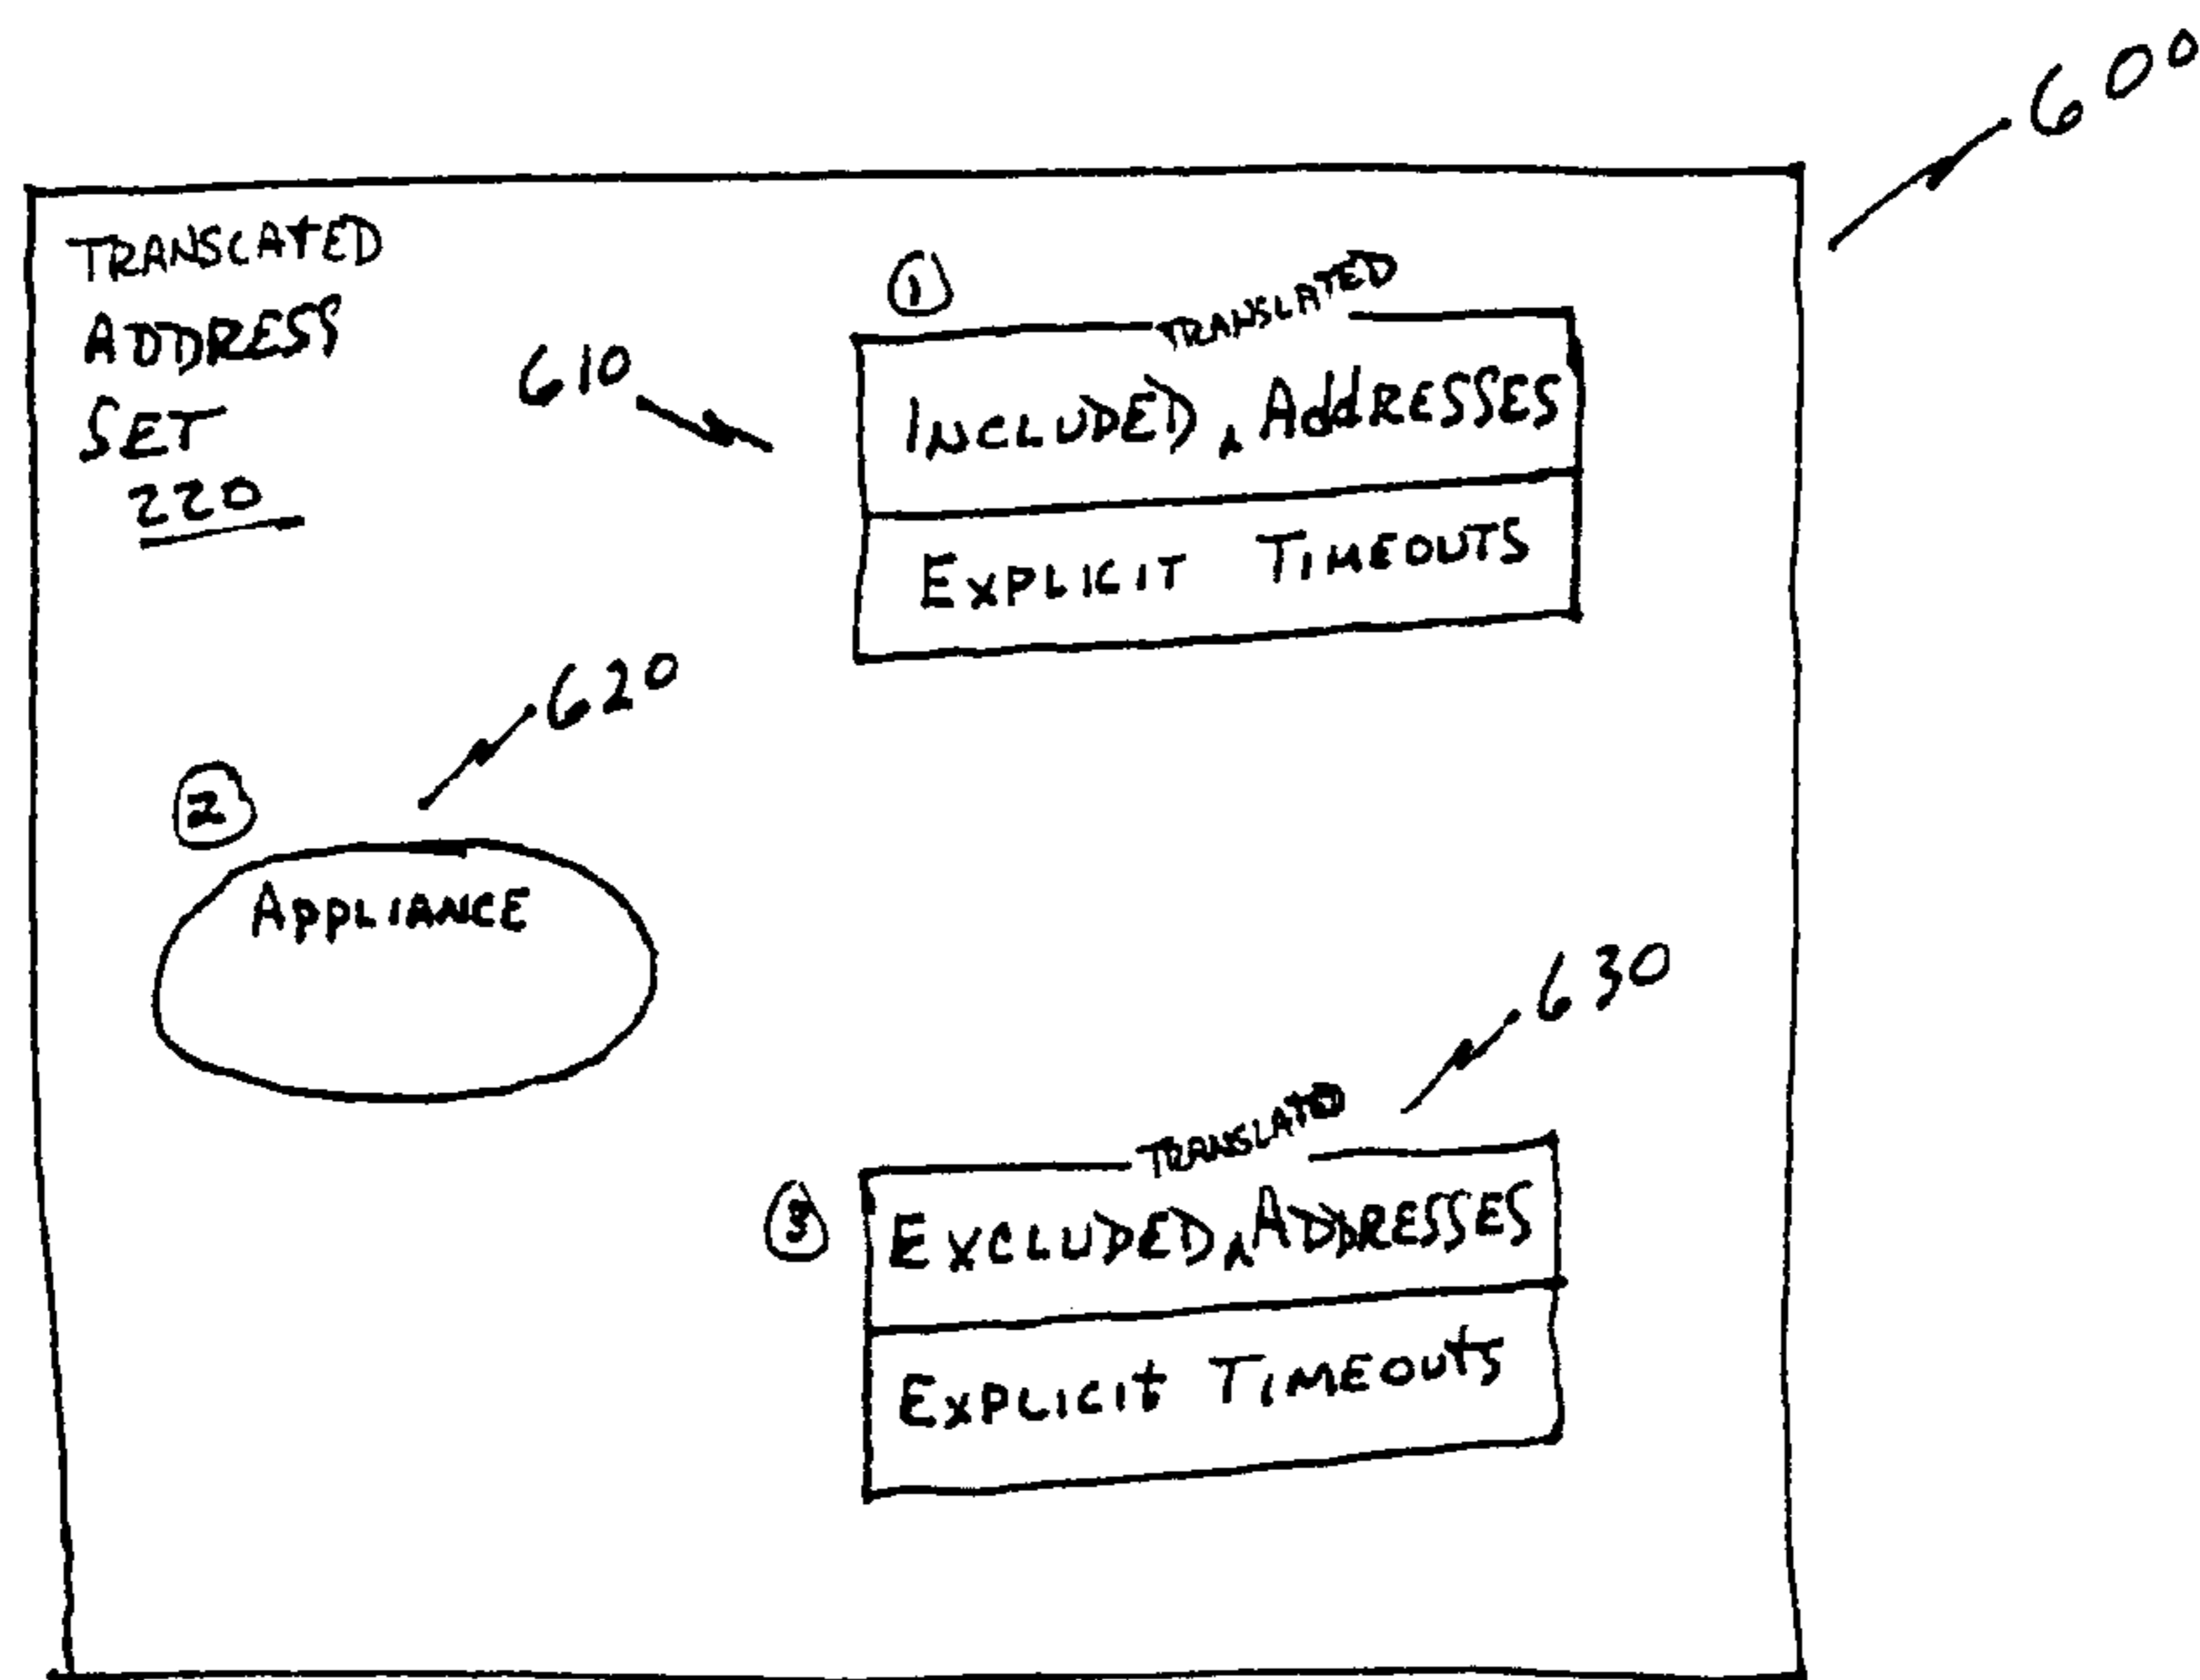 600
TRANSLATED
ADDRESS
SET
220
1
TRANSLATED
610
INCLUDED ^ ADDRESSES
EXPLICIT TIMEOUTS
620
2
APPLIANCE
630
TRANSLATED
3
EXCLUDED ^ ADDRESSES
EXPLICIT TIMEOUTS